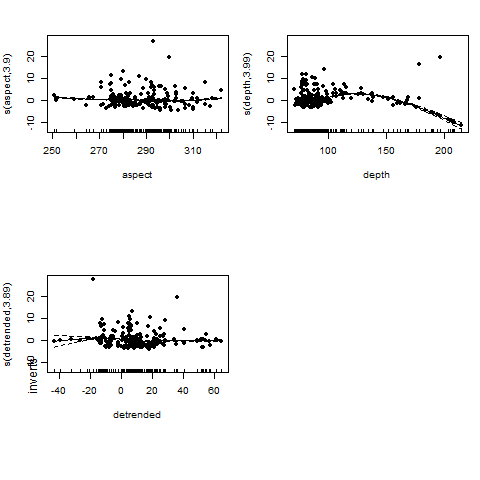 s(aspect,3.9)
-10 0 10 20
250 270 290 310
aspect
s(depth,3.99)
-10 0 10 20
100 150 200
depth
s(detrended,3.89)
-10 0 10 20
invert
-40 -20 0 20 40 60
detrended